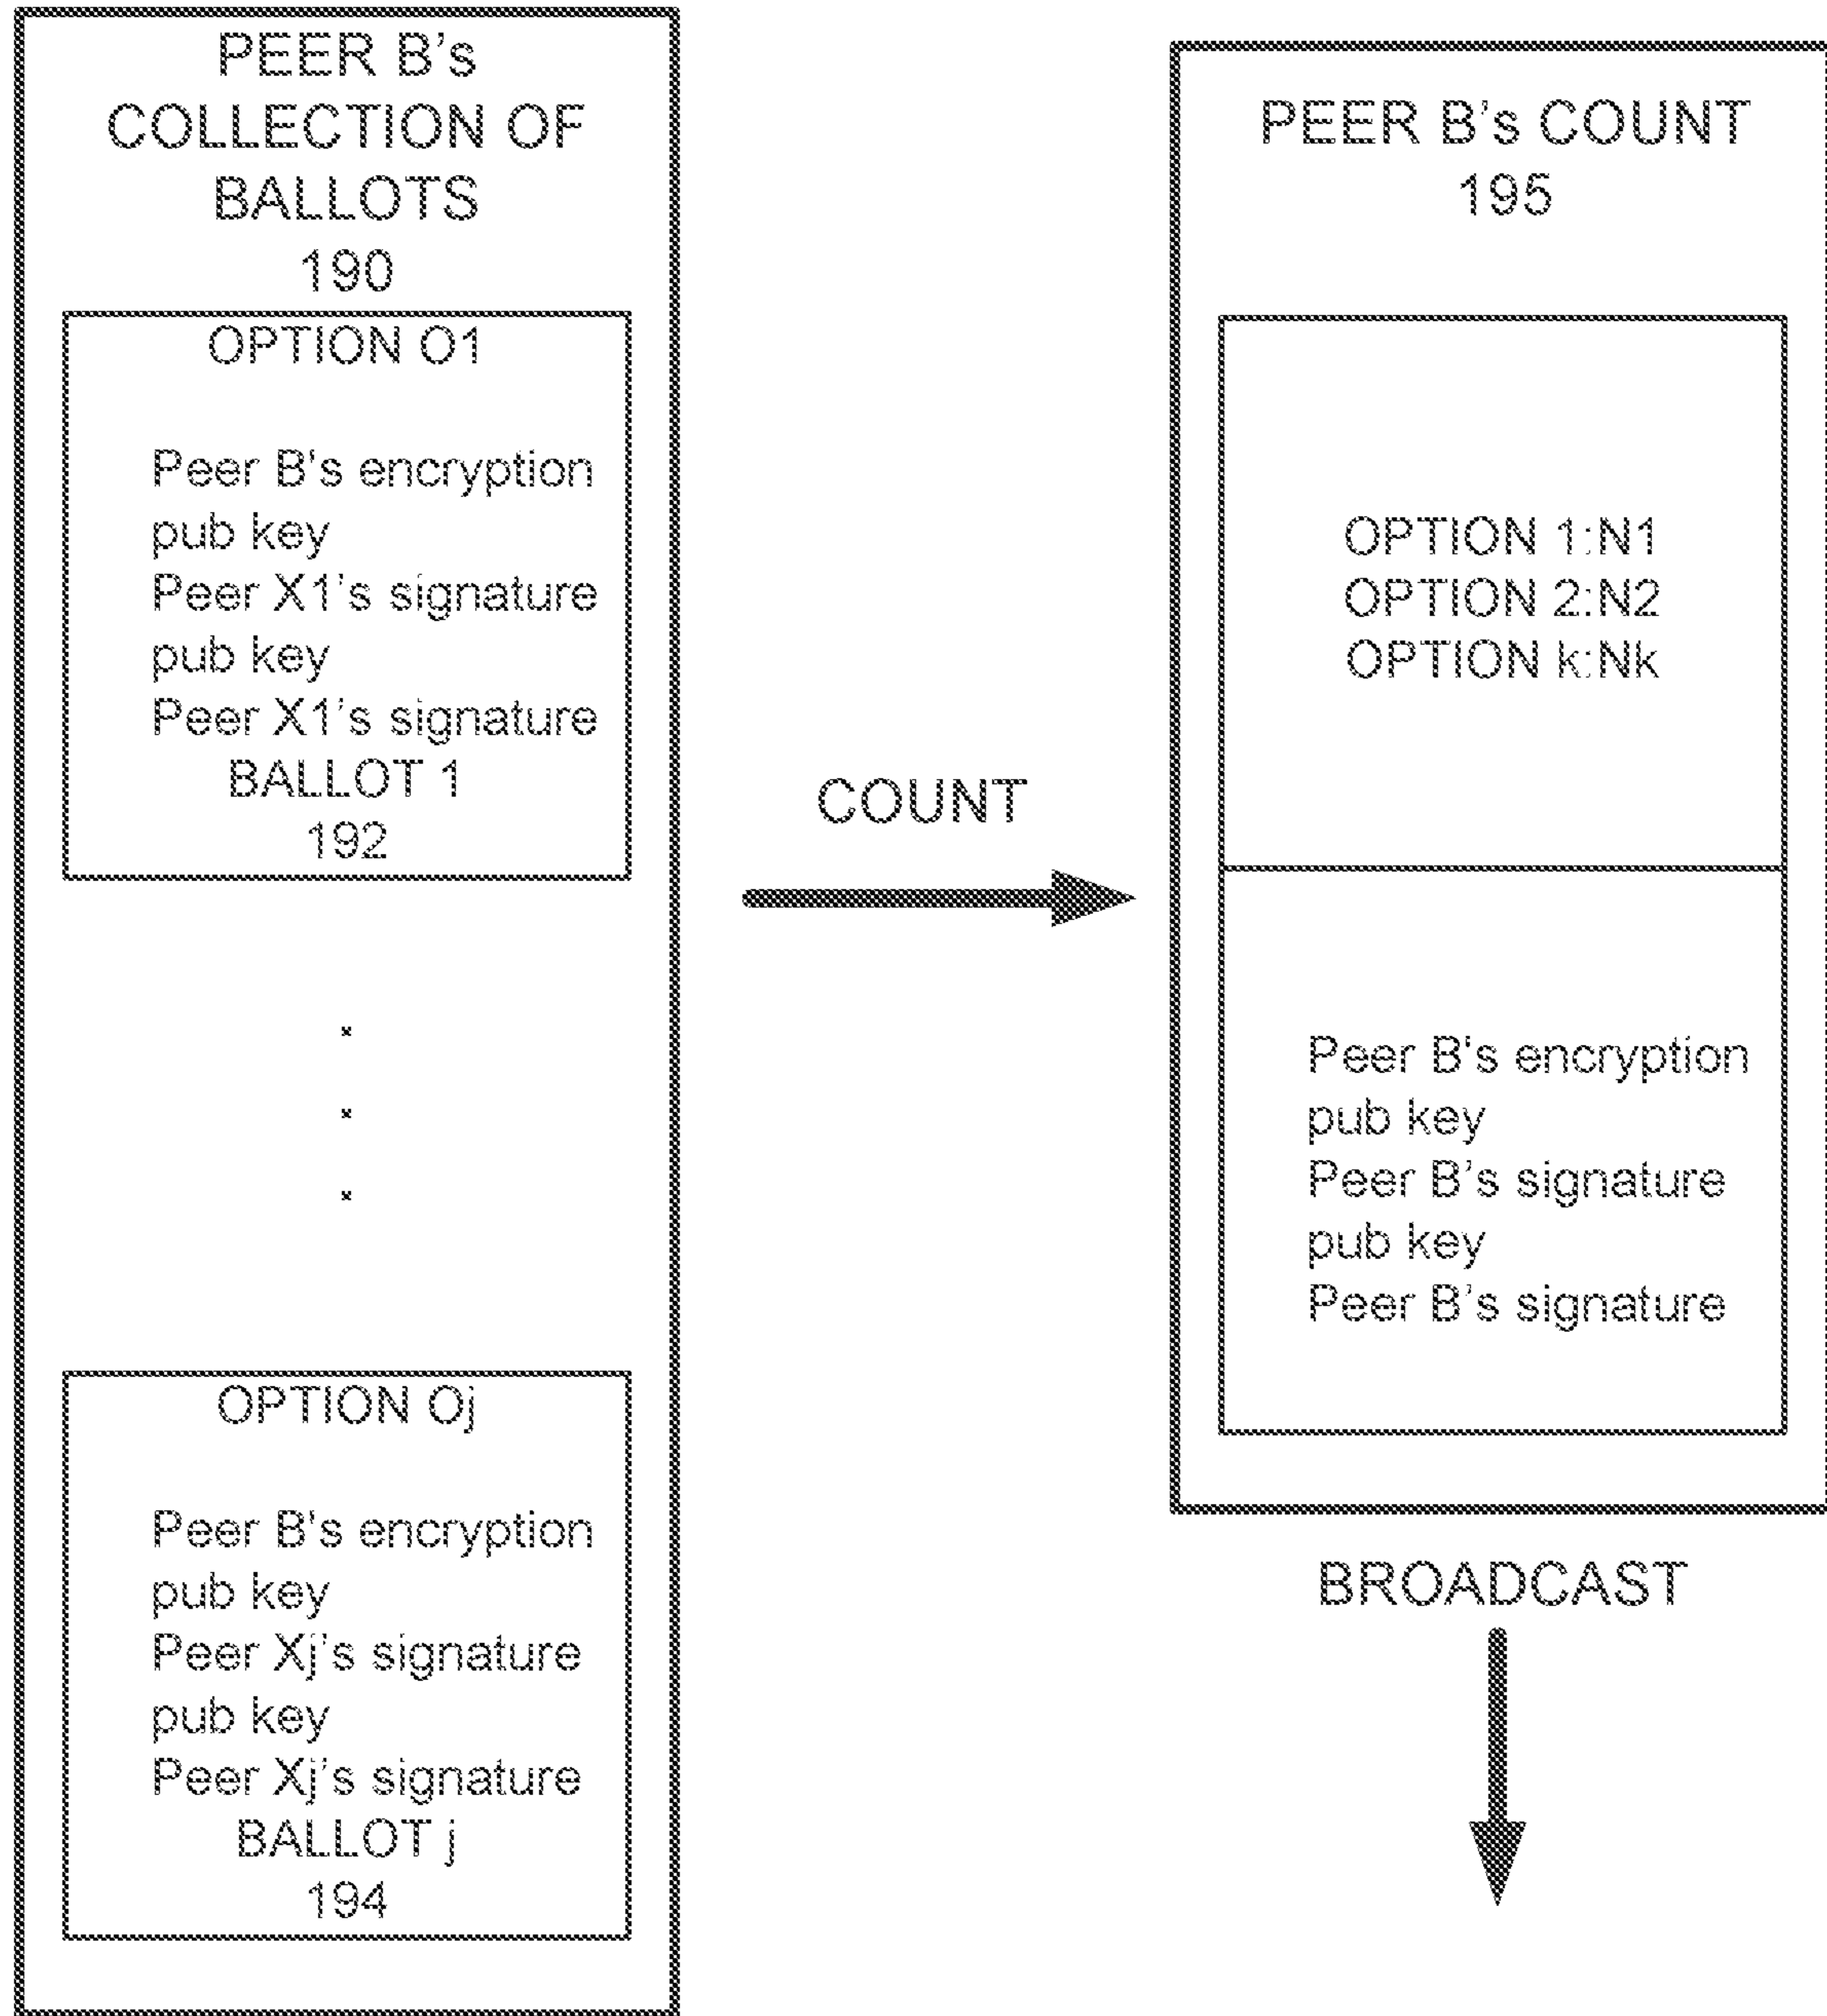 PEER B's
COLLECTION OF
BALLOTS
190
OPTION O1
Peer B's encryption
pub key
Peer X1's signature
pub key
Peer X1's signature
BALLOT 1
192
.
.
.
OPTION Oj
Peer B's encryption
pub key
Peer Xj's signature
pub key
Peer Xj's signature
BALLOT j
194
COUNT
PEER B's COUNT
195
OPTION 1:N1
OPTION 2:N2
OPTION k:Nk
Peer B's encryption
pub key
Peer B's signature
pub key
Peer B's signature
BROADCAST